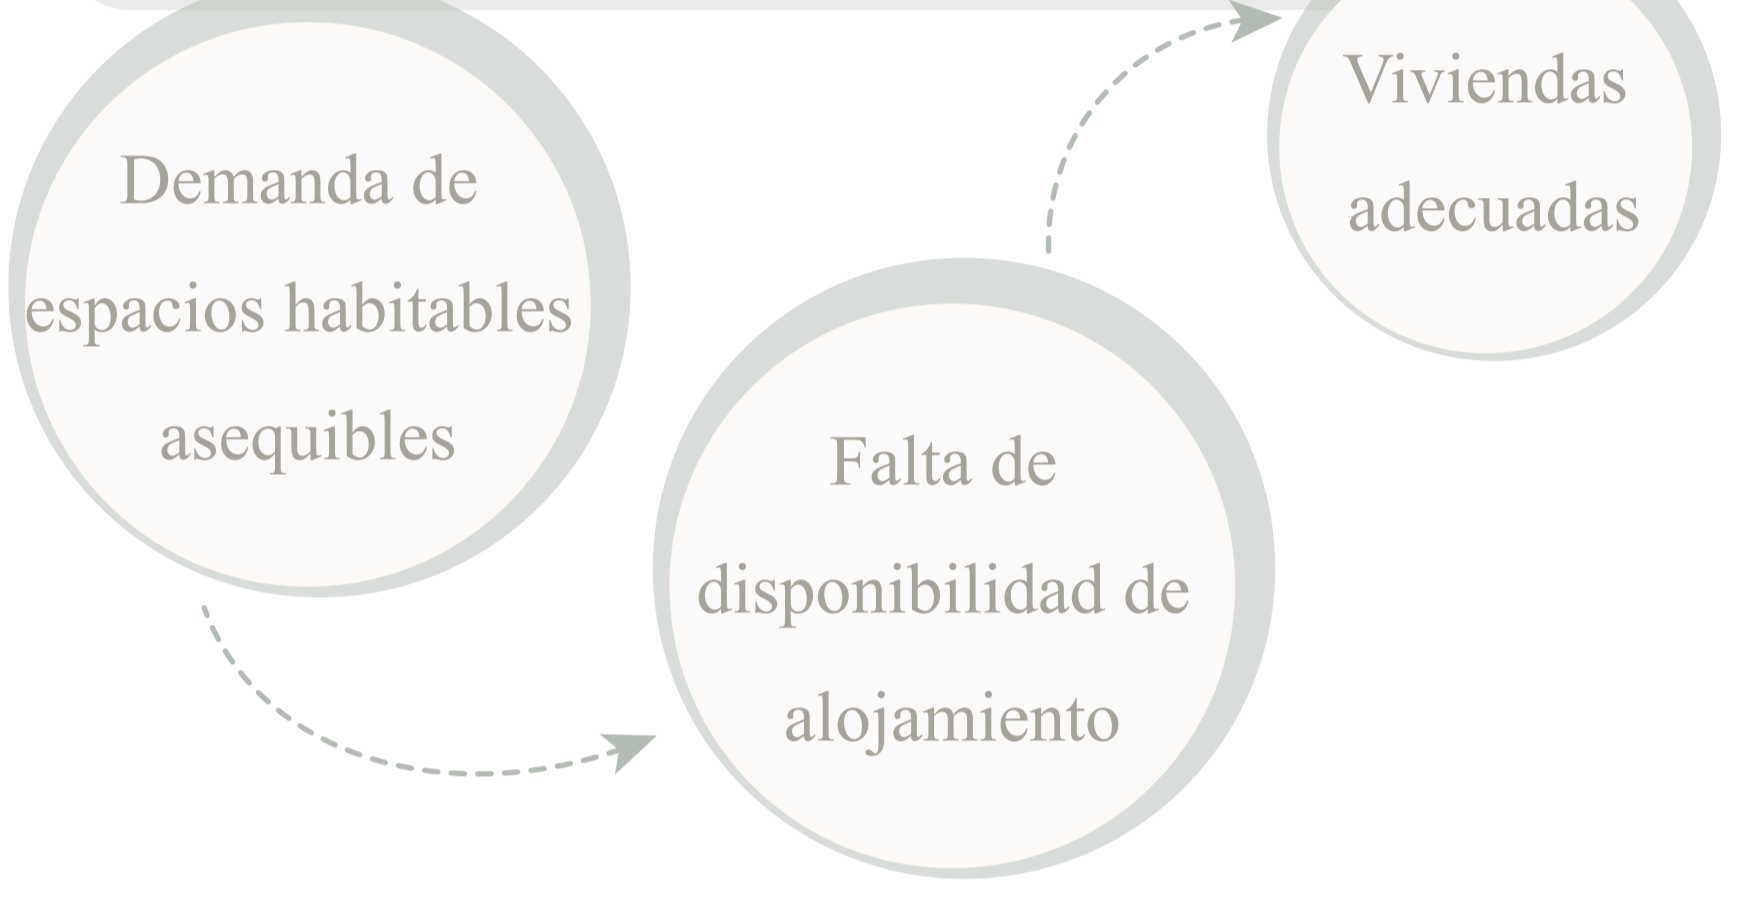 Demanda de
espacios habitables
asequibles
Falta de
disponibilidad de
alojamiento
Viviendas
adecuadas